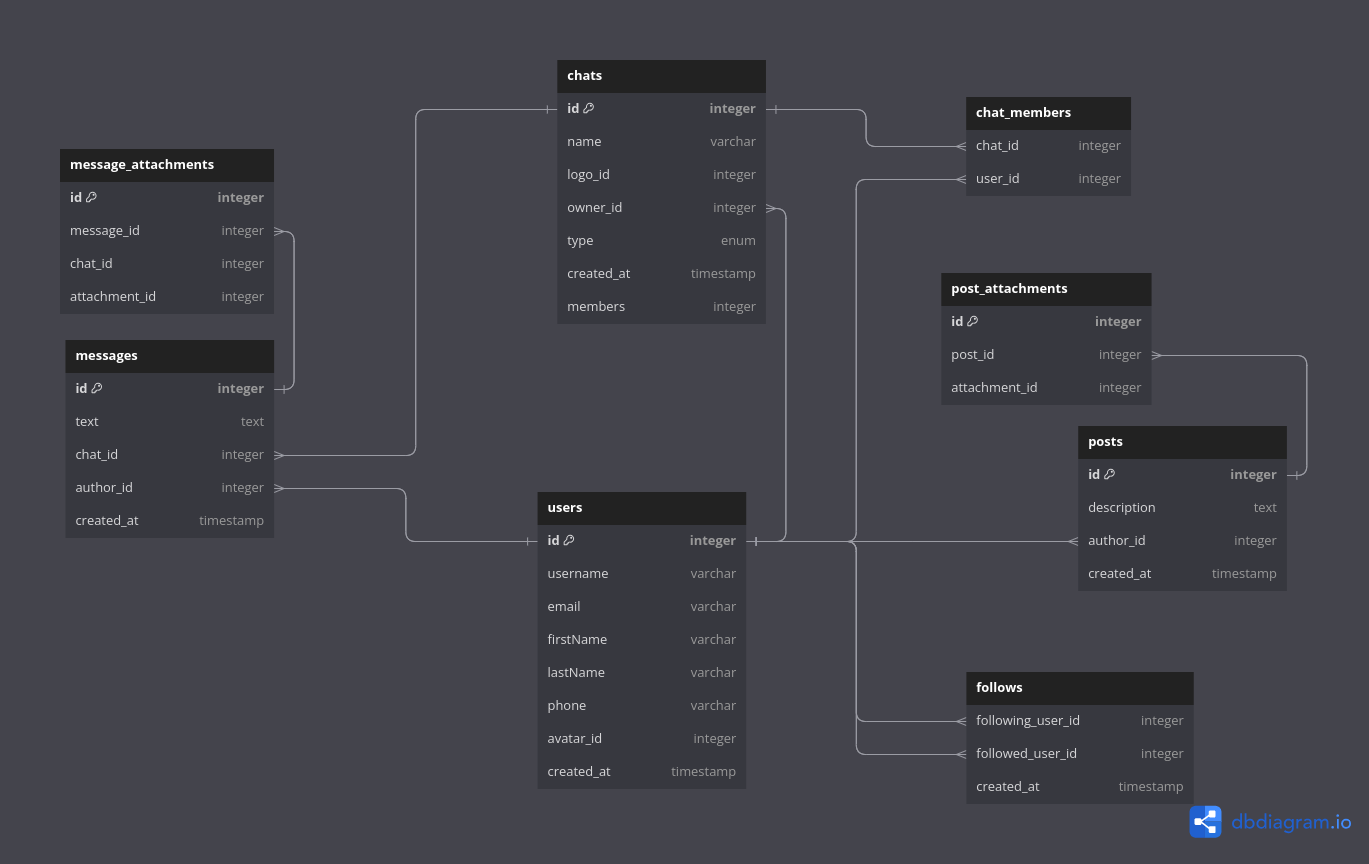 chats
id integer
name varchar
logo_id integer
owner_id integer
type enum
created_at timestamp
members integer
chat_members
chat_id integer
user_id integer
message_attachments
id integer
message_id integer
chat_id integer
attachment_id integer
post_attachments
id integer
post_id integer
attachment_id integer
messages
id integer
text text
chat_id integer
author_id integer
created_at timestamp
posts
id integer
description text
author_id integer
created_at timestamp
users
id integer
username varchar
email varchar
firstName varchar
lastName varchar
phone varchar
avatar_id integer
created_at timestamp
follows
following_user_id integer
followed_user_id integer
created_at timestamp
dbdiagram.io